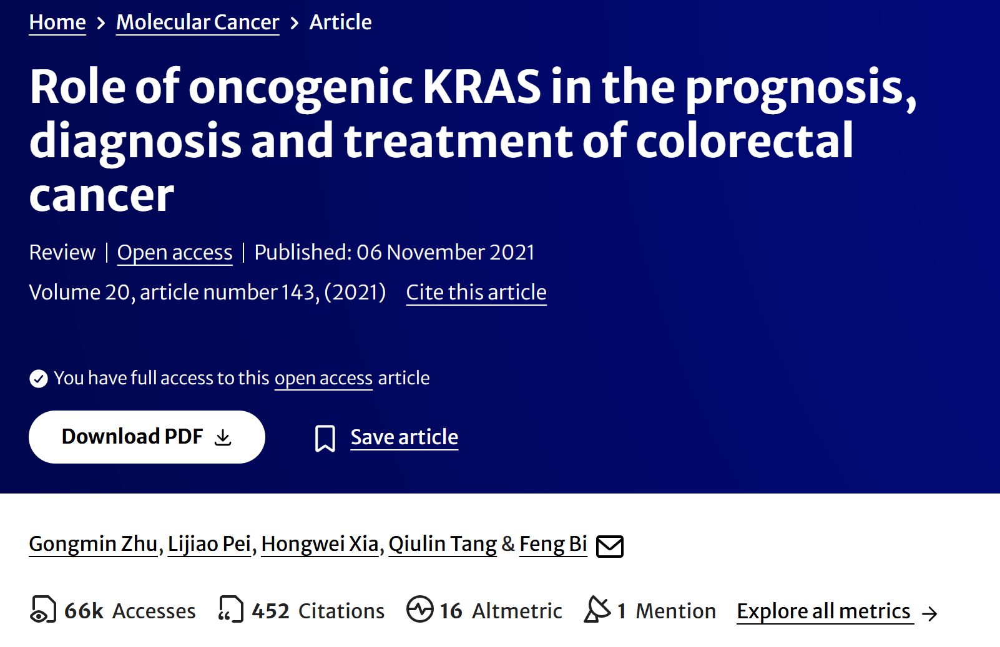 Home > Molecular Cancer > Article
Role of oncogenic KRAS in the prognosis,
diagnosis and treatment of colorectal
cancer
Review | Open access | Published: 06 November 2021
Volume 20, article number 143, (2021) Cite this article
You have full access to this open access article
Download PDF Save article
Gongmin Zhu, Lijiao Pei, Hongwei Xia, Qiulin Tang & Feng Bi
66k Accesses 452 Citations 16 Altmetric 1 Mention Explore all metrics →